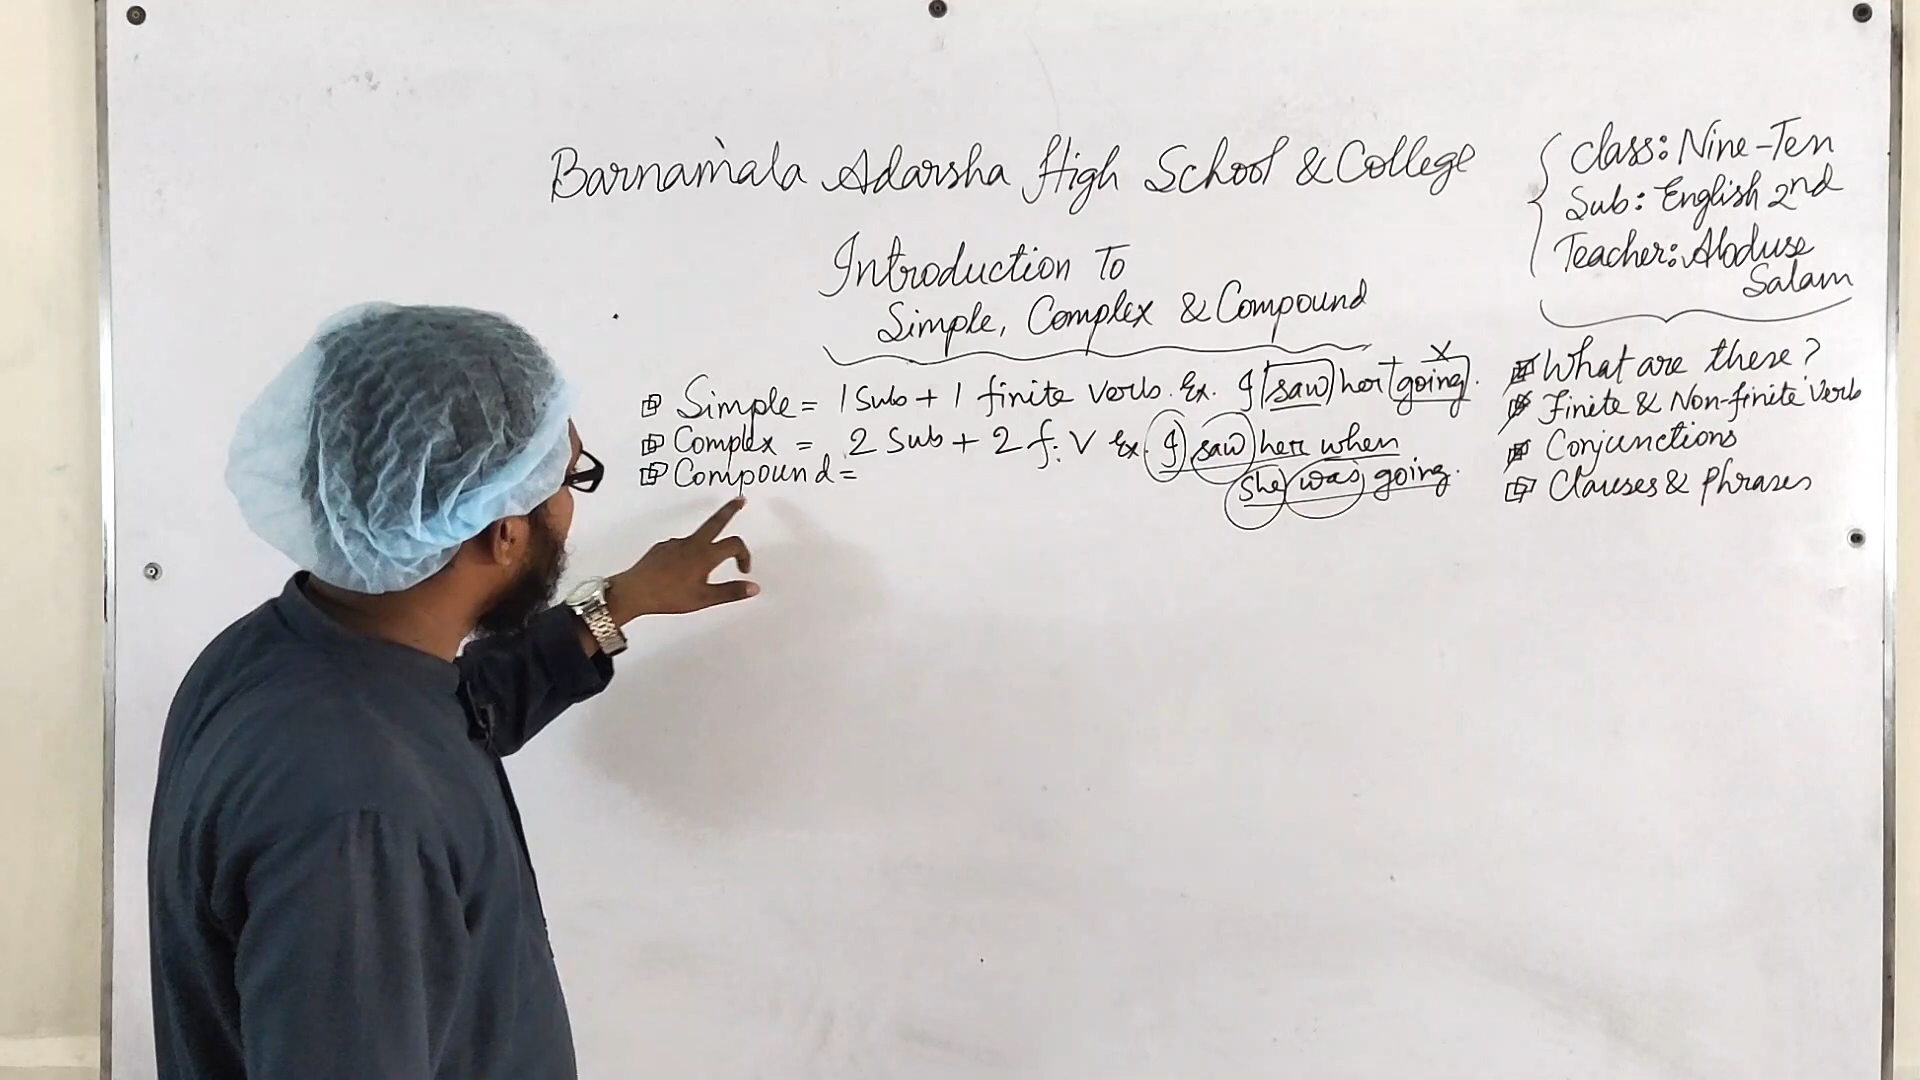 Barnamala Adarsha High School & College
Introduction To
Simple, Complex & Compound
Simple = 1 Sub + 1 finite verb. Ex. I saw her going.
Complex = 2 Sub + 2 f. V Ex. I saw her when
she was going.
Compound =
Class: Nine-Ten
Sub: English 2nd
Teacher: Abduse
Salam
What are these?
Finite & Non-finite Verb
Conjunctions
Clauses & Phrases